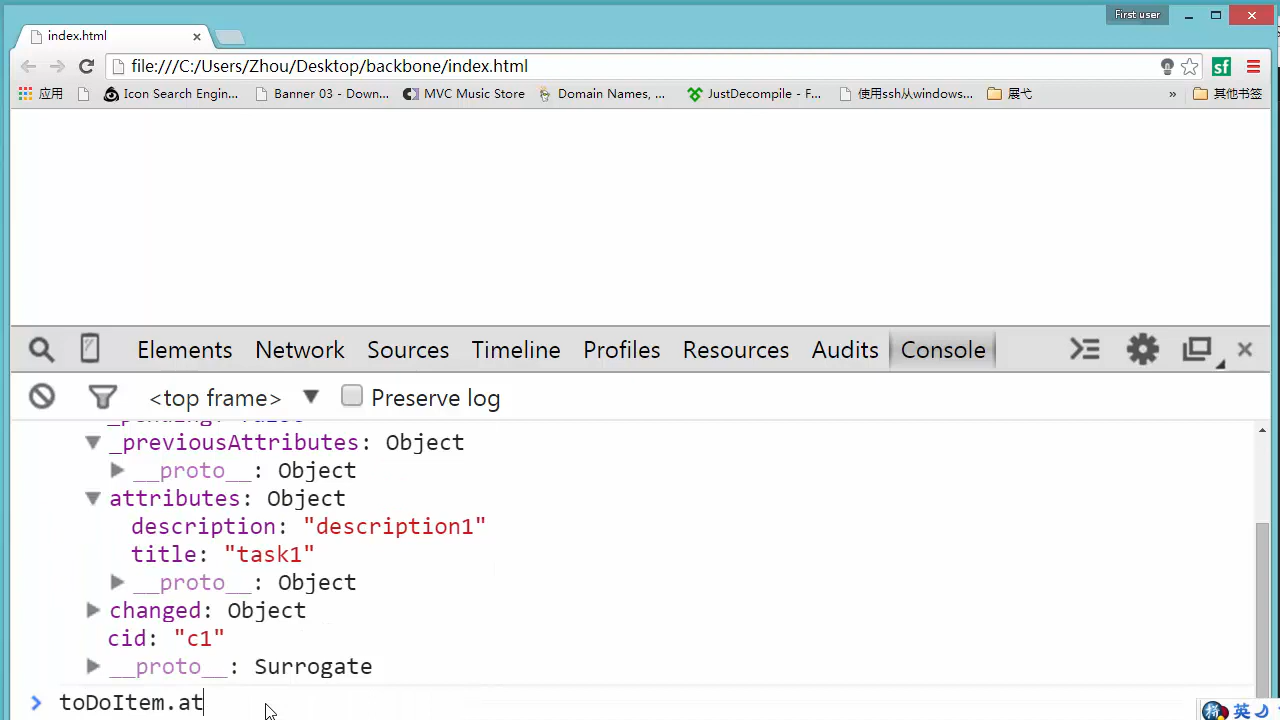 First user
index.html
file:///C:/Users/Zhou/Desktop/backbone/index.html
应用 Icon Search Engin... Banner 03 - Down... MVC Music Store Domain Names, ... JustDecompile - F... 使用ssh从windows... 展弋 » 其他书签
Elements Network Sources Timeline Profiles Resources Audits Console
<top frame> Preserve log
_pending: false
_previousAttributes: Object
__proto__: Object
attributes: Object
description: "description1"
title: "task1"
__proto__: Object
changed: Object
cid: "c1"
__proto__: Surrogate
> toDoItem.at
英